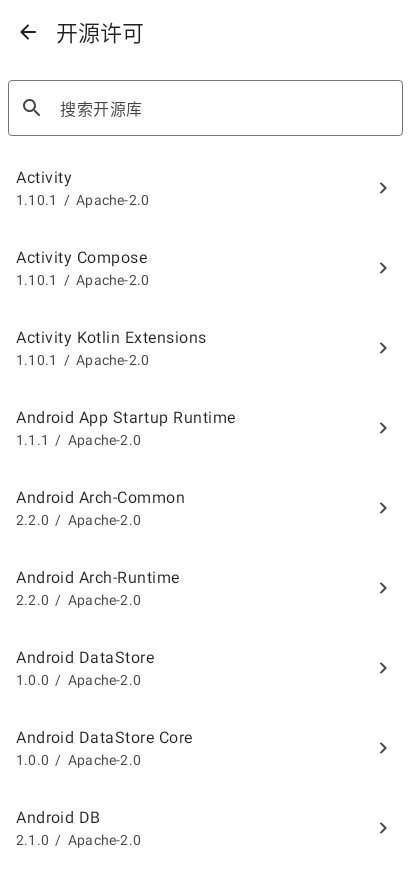 开源许可
搜索开源库
Activity
1.10.1 / Apache-2.0
Activity Compose
1.10.1 / Apache-2.0
Activity Kotlin Extensions
1.10.1 / Apache-2.0
Android App Startup Runtime
1.1.1 / Apache-2.0
Android Arch-Common
2.2.0 / Apache-2.0
Android Arch-Runtime
2.2.0 / Apache-2.0
Android DataStore
1.0.0 / Apache-2.0
Android DataStore Core
1.0.0 / Apache-2.0
Android DB
2.1.0 / Apache-2.0